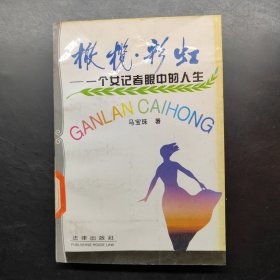 橄榄·彩虹
——一个女记者眼中的人生
GANLAN CAIHONG
马宝珠 著
法律出版社
PUBLISHING HOUSE LAW